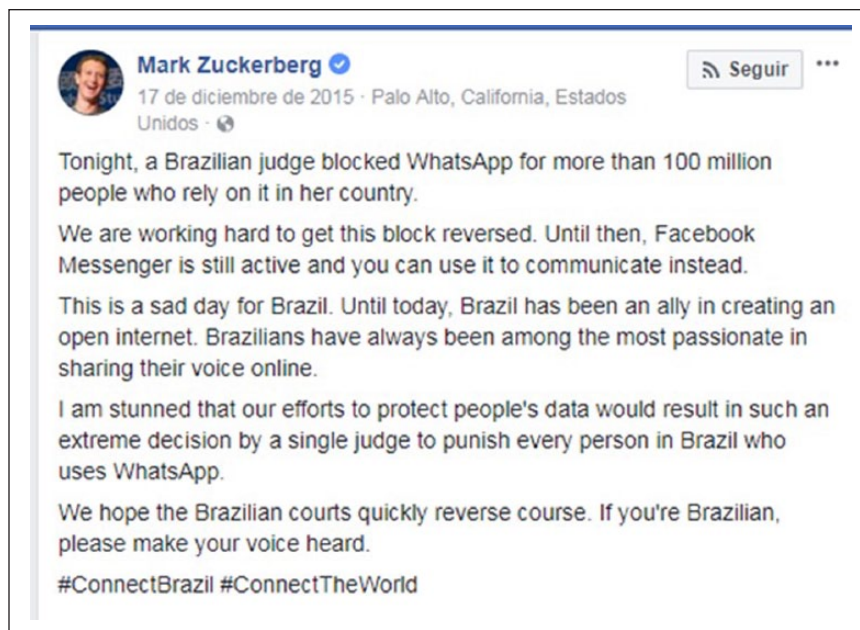 Mark Zuckerberg
Seguir
17 de diciembre de 2015 · Palo Alto, California, Estados
Unidos ·
Tonight, a Brazilian judge blocked WhatsApp for more than 100 million
people who rely on it in her country.
We are working hard to get this block reversed. Until then, Facebook
Messenger is still active and you can use it to communicate instead.
This is a sad day for Brazil. Until today, Brazil has been an ally in creating an
open internet. Brazilians have always been among the most passionate in
sharing their voice online.
I am stunned that our efforts to protect people's data would result in such an
extreme decision by a single judge to punish every person in Brazil who
uses WhatsApp.
We hope the Brazilian courts quickly reverse course. If you're Brazilian,
please make your voice heard.
#ConnectBrazil #ConnectTheWorld